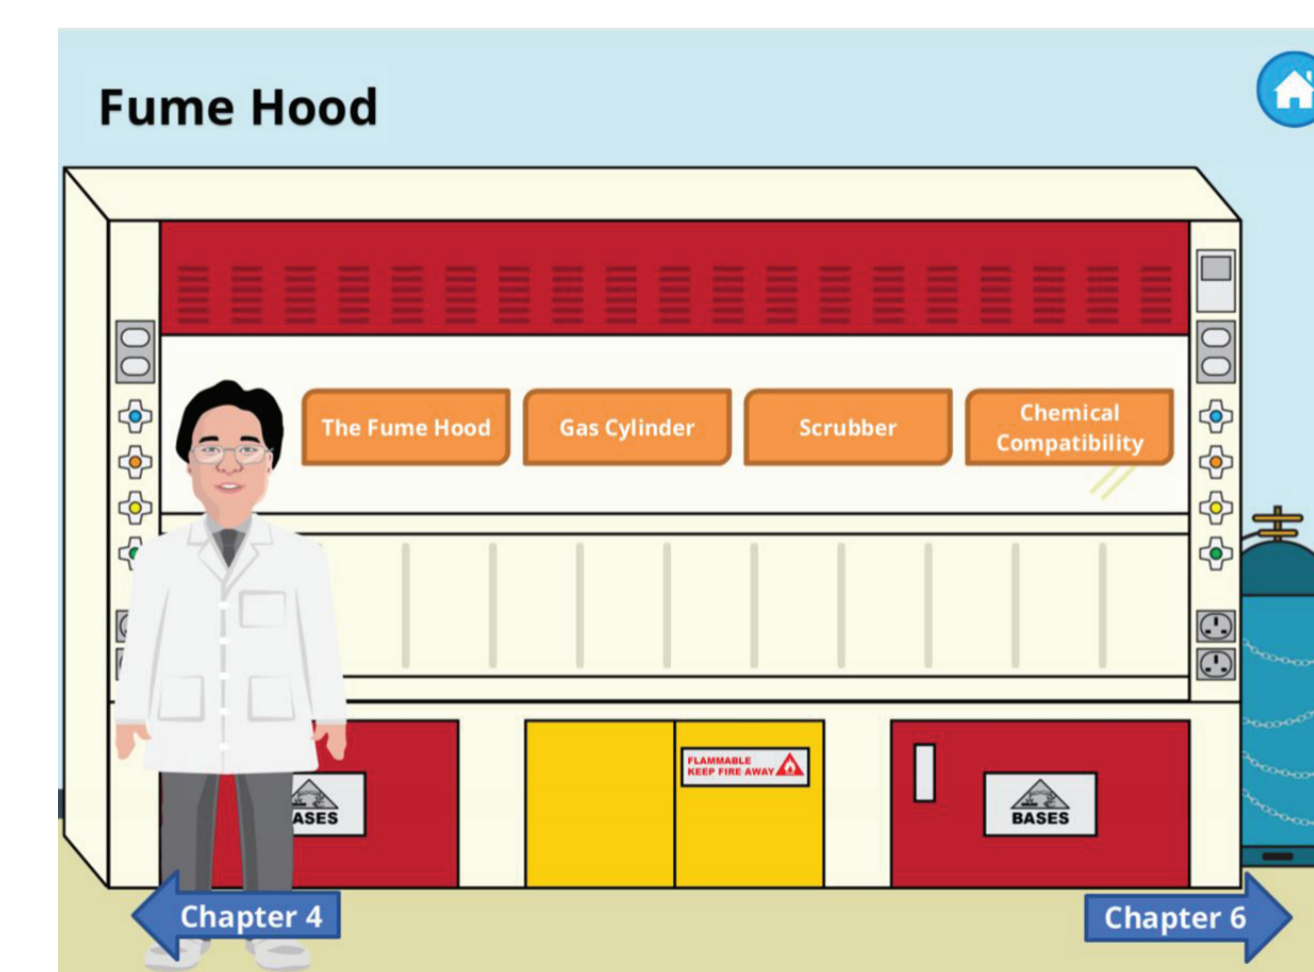 Fume Hood
The Fume Hood
Gas Cylinder
Scrubber
Chemical
Compatibility
FLAMMABLE
KEEP FIRE AWAY
ASES
BASES
Chapter 4
Chapter 6